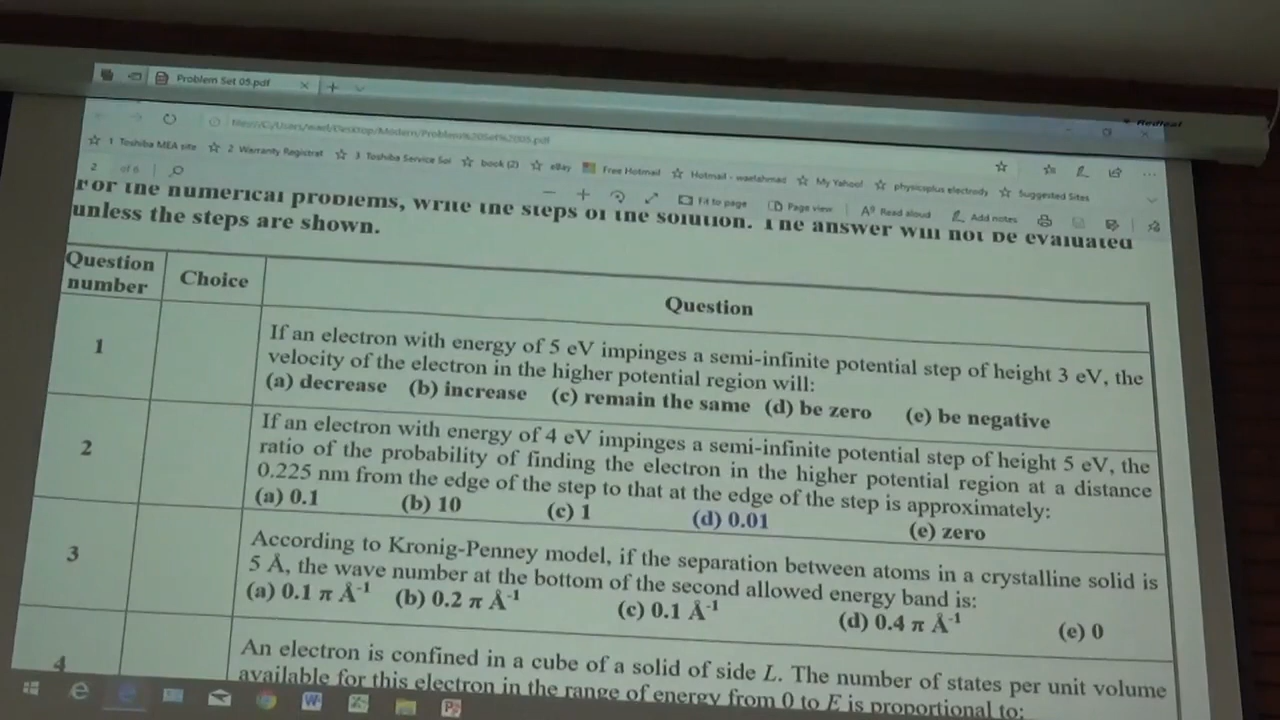 Problem Set 05.pdf
1 Toshiba MEA site
2 Warranty Registrat
3 Toshiba Service Sol
book (2)
eBay
Free Hotmail
Hotmail - waelahmad
My Yahoo!
physicsplus electrody
Suggested Sites
2 of 6
Fit to page
Page view
Read aloud
Add notes
For the numerical problems, write the steps of the solution. The answer will not be evaluated
unless the steps are shown.
Question number
Choice
Question
1
If an electron with energy of 5 eV impinges a semi-infinite potential step of height 3 eV, the
velocity of the electron in the higher potential region will:
(a) decrease (b) increase (c) remain the same (d) be zero (e) be negative
2
If an electron with energy of 4 eV impinges a semi-infinite potential step of height 5 eV, the
ratio of the probability of finding the electron in the higher potential region at a distance
0.225 nm from the edge of the step to that at the edge of the step is approximately:
(a) 0.1 (b) 10 (c) 1 (d) 0.01 (e) zero
3
According to Kronig-Penney model, if the separation between atoms in a crystalline solid is
5 Å, the wave number at the bottom of the second allowed energy band is:
(a) 0.1 π Å⁻¹ (b) 0.2 π Å⁻¹ (c) 0.1 Å⁻¹ (d) 0.4 π Å⁻¹ (e) 0
4
An electron is confined in a cube of a solid of side L. The number of states per unit volume
available for this electron in the range of energy from 0 to E is proportional to: